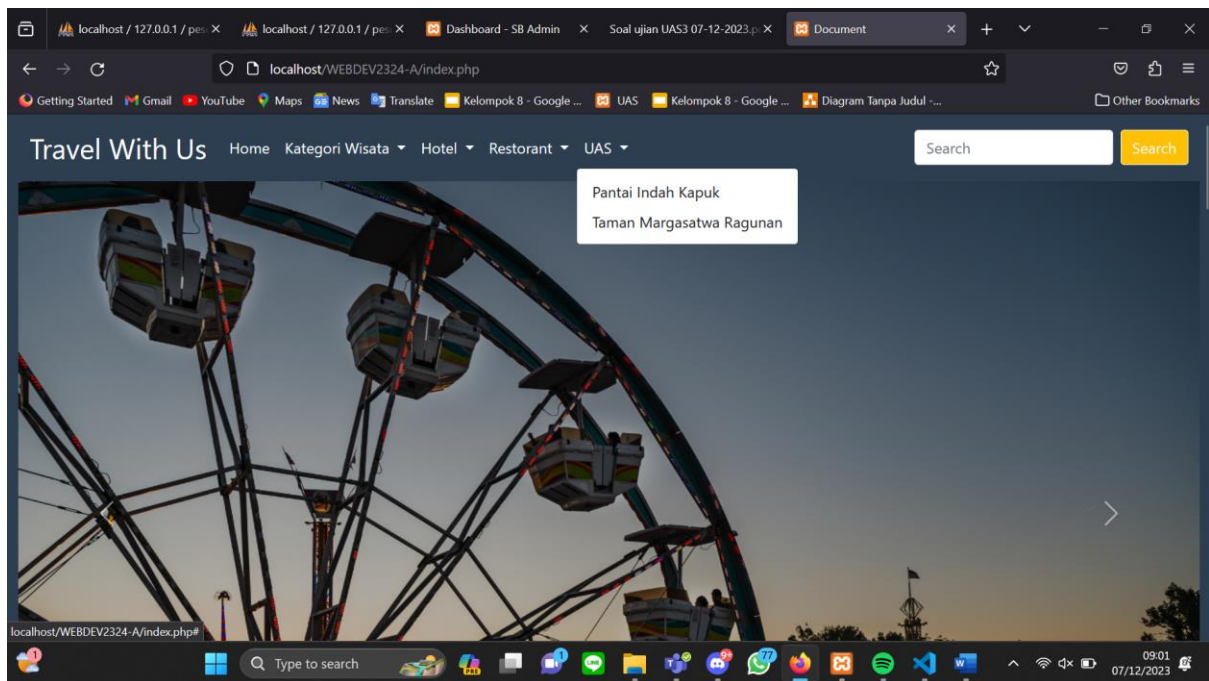 localhost / 127.0.0.1 / pes
localhost / 127.0.0.1 / pes
Dashboard - SB Admin
Soal ujian UAS3 07-12-2023.p
Document
localhost/WEBDEV2324-A/index.php
Getting Started
Gmail
YouTube
Maps
News
Translate
Kelompok 8 - Google ...
UAS
Kelompok 8 - Google ...
Diagram Tanpa Judul -...
Other Bookmarks
Travel With Us
Home
Kategori Wisata
Hotel
Restorant
UAS
Search
Search
Pantai Indah Kapuk
Taman Margasatwa Ragunan
localhost/WEBDEV2324-A/index.php#
1
Type to search
PRE
77
09:01
07/12/2023